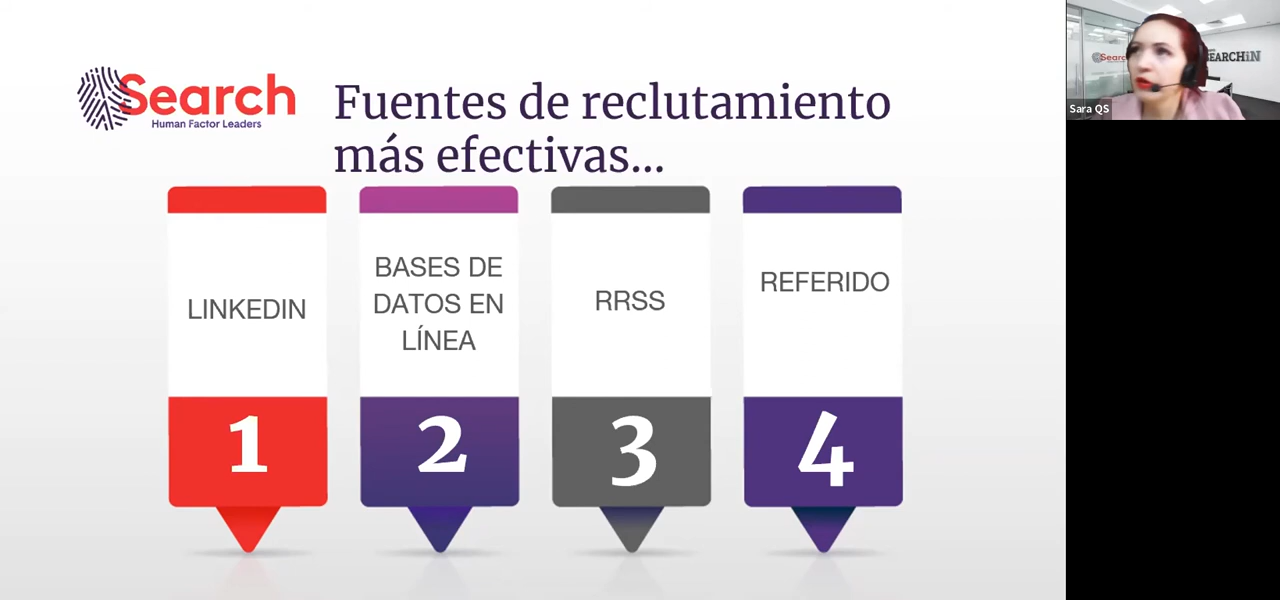 Search
Human Factor Leaders
Fuentes de reclutamiento
más efectivas...
LINKEDIN
1
BASES DE
DATOS EN
LÍNEA
2
RRSS
3
REFERIDO
4
Sara QS